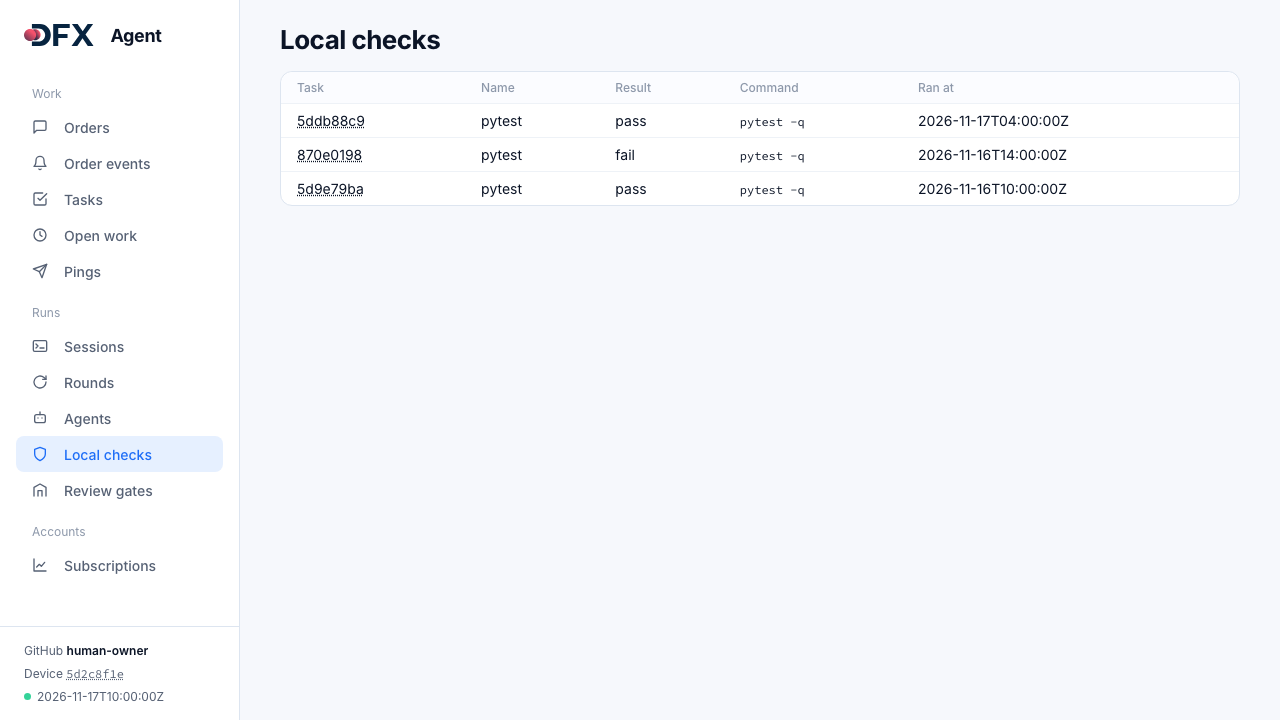 DFX Agent
Work
Orders
Order events
Tasks
Open work
Pings
Runs
Sessions
Rounds
Agents
Local checks
Review gates
Accounts
Subscriptions
GitHub human-owner
Device 5d2c8f1e
2026-11-17T10:00:00Z
Local checks
Task Name Result Command Ran at
5ddb88c9 pytest pass pytest -q 2026-11-17T04:00:00Z
870e0198 pytest fail pytest -q 2026-11-16T14:00:00Z
5d9e79ba pytest pass pytest -q 2026-11-16T10:00:00Z